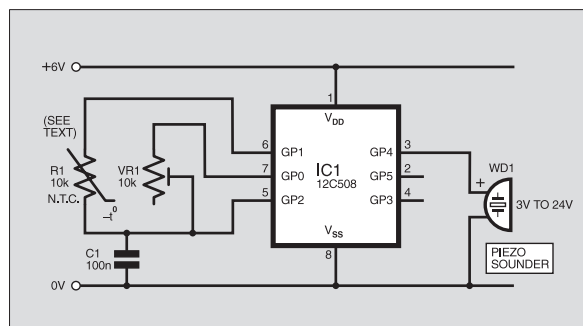 +6V
(SEE
TEXT)
R1
10k
N.T.C.
-t°
VR1
10k
C1
100n
0V
1
VDD
6
GP1
7
GP0
5
GP2
IC1
12C508
GP4
3
GP5
2
GP3
4
VSS
8
WD1
+
3V TO 24V
PIEZO
SOUNDER